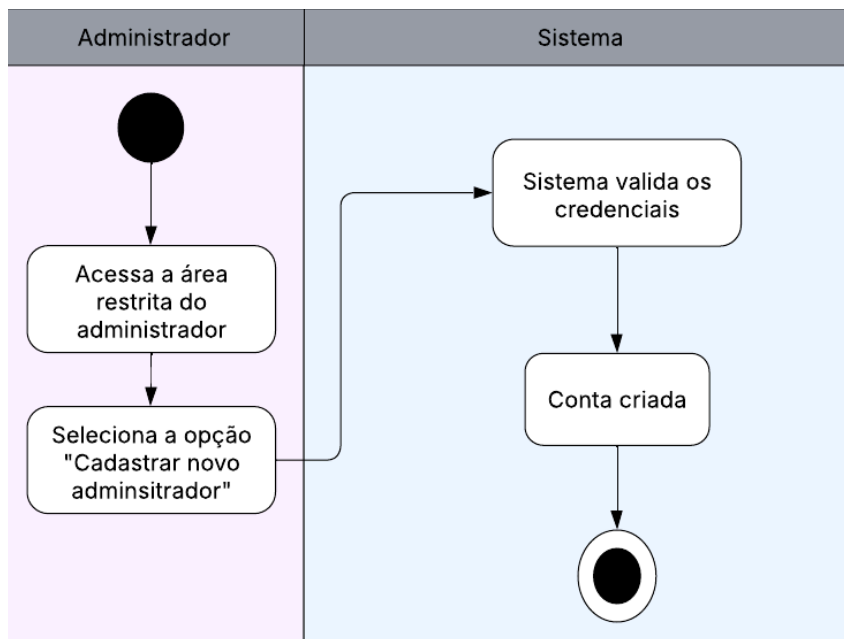 Administrador
Sistema
Acessa a área
restrita do
administrador
Seleciona a opção
"Cadastrar novo
adminsitrador"
Sistema valida os
credenciais
Conta criada